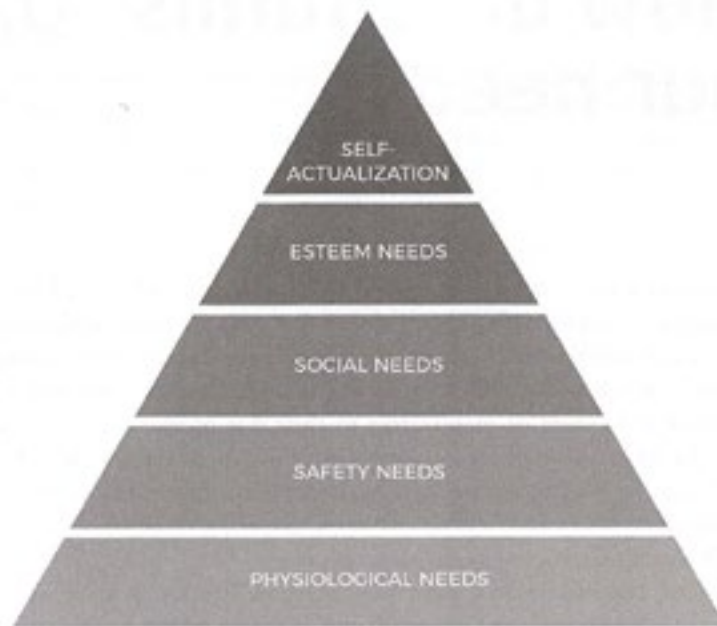 SELF-
ACTUALIZATION
ESTEEM NEEDS
SOCIAL NEEDS
SAFETY NEEDS
PHYSIOLOGICAL NEEDS